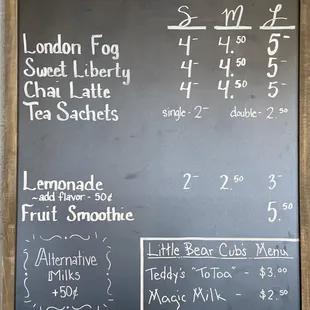 S M L
London Fog 4- 4.50 5-
Sweet Liberty 4- 4.50 5-
Chai Latte 4- 4.50 5-
Tea Sachets single - 2- double - 2.50
Lemonade 2- 2.50 3-
~add flavor - 50¢
Fruit Smoothie 5.50
Alternative
Milks
+50¢
Little Bear Cub's Menu
Teddy's "ToTea" - $3.00
Magic Milk - $2.50